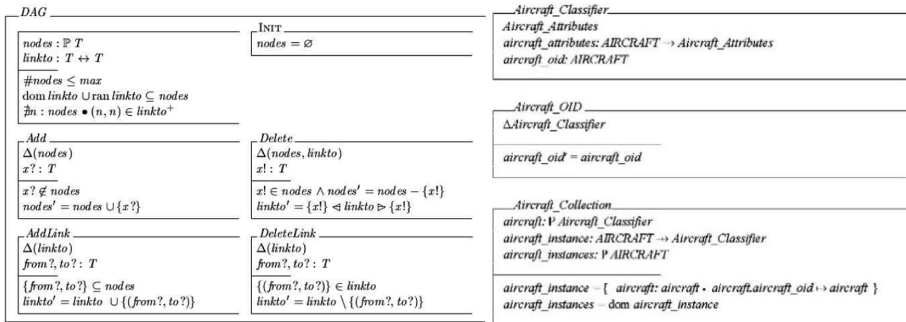 DAG
nodes : ℙ T
linkto : T ↔ T
#nodes ≤ max
dom linkto ∪ ran linkto ⊆ nodes
∄n : nodes • (n, n) ∈ linkto⁺
INIT
nodes = ∅
Add
Δ(nodes)
x? : T
x? ∉ nodes
nodes′ = nodes ∪ {x?}
Delete
Δ(nodes, linkto)
x! : T
x! ∈ nodes ∧ nodes′ = nodes − {x!}
linkto′ = {x!} ⩤ linkto ⩥ {x!}
AddLink
Δ(linkto)
from?, to? : T
{from?, to?} ⊆ nodes
linkto′ = linkto ∪ {(from?, to?)}
DeleteLink
Δ(linkto)
from?, to? : T
{(from?, to?)} ∈ linkto
linkto′ = linkto \ {(from?, to?)}
Aircraft_Classifier
Aircraft_Attributes
aircraft_attributes: AIRCRAFT → Aircraft_Attributes
aircraft_oid: AIRCRAFT
Aircraft_OID
ΔAircraft_Classifier
aircraft_oid′ = aircraft_oid
Aircraft_Collection
aircraft: ℙ Aircraft_Classifier
aircraft_instance: AIRCRAFT → Aircraft_Classifier
aircraft_instances: ℙ AIRCRAFT
aircraft_instance = { aircraft: aircraft • aircraft.aircraft_oid ↦ aircraft }
aircraft_instances = dom aircraft_instance